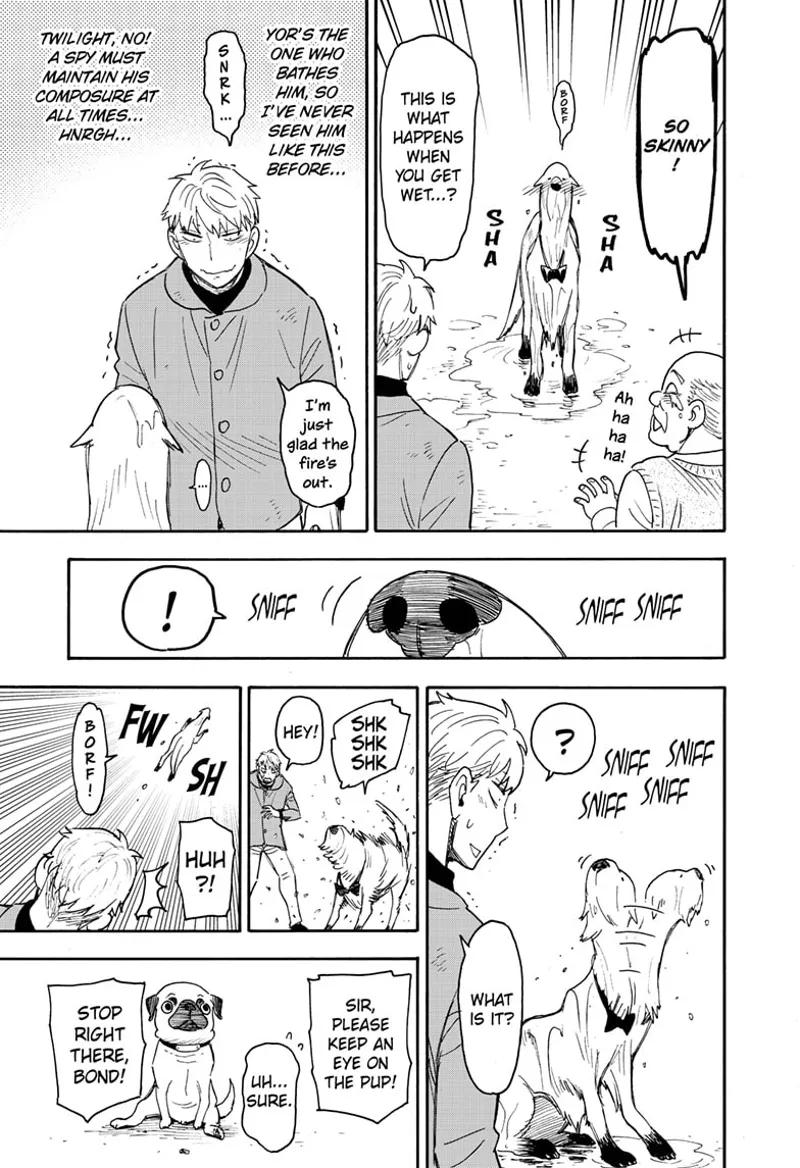 SO
SKINNY
!
BORF
THIS IS
WHAT
HAPPENS
WHEN
YOU GET
WET...?
SHA
SHA
Ah
ha
ha
ha!
YOR'S THE
ONE WHO
BATHES
HIM, SO
I'VE NEVER
SEEN HIM
LIKE THIS
BEFORE...
SNRK...
TWILIGHT, NO!
A SPY MUST
MAINTAIN HIS
COMPOSURE AT
ALL TIMES...
HNRGH...
I'm
just
glad the
fire's
out.
...
SNIFF SNIFF
SNIFF
!
?
SNIFF SNIFF
SNIFF SNIFF
WHAT
IS IT?
SHK
SHK
SHK
HEY!
FW
SH
BORF!
HUH
?!
SIR,
PLEASE
KEEP AN
EYE ON
THE PUP!
UH...
SURE.
STOP
RIGHT
THERE,
BOND!